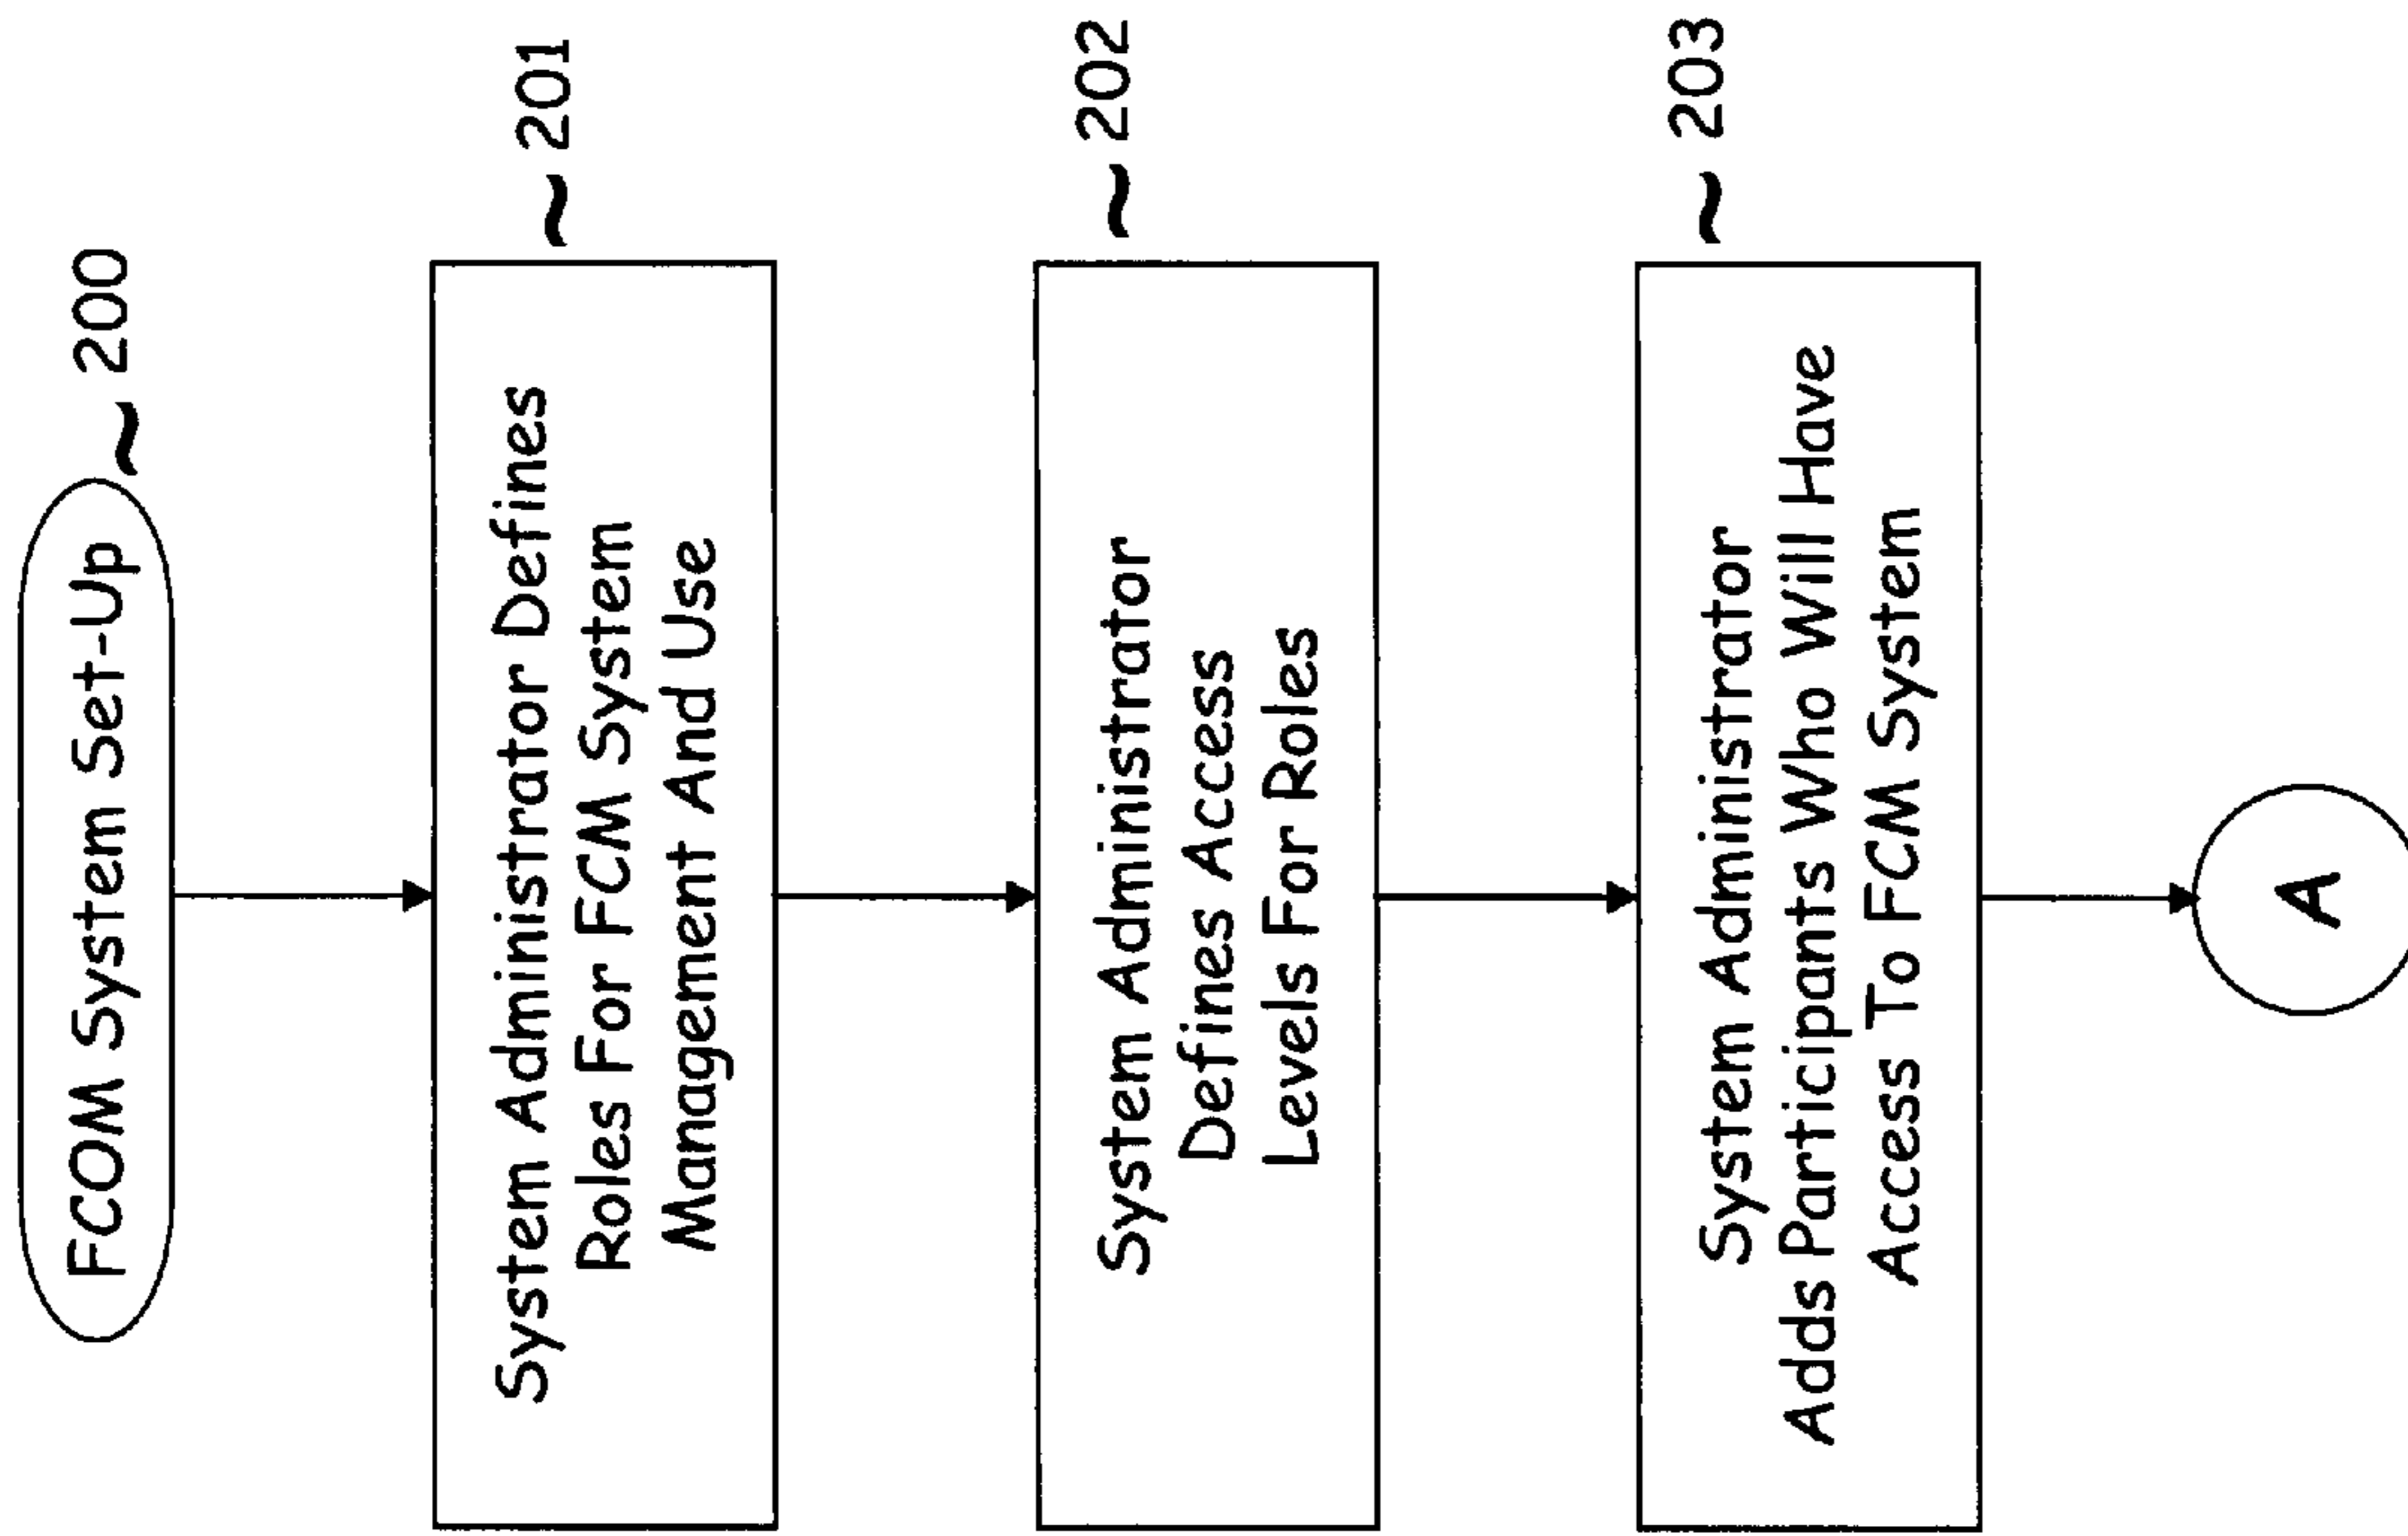 FCOM System Set-Up ~ 200
System Administrator Defines
Roles For FCM System
Management And Use
~ 201
System Administrator
Defines Access
Levels For Roles
~ 202
System Administrator
Adds Participants Who Will Have
Access To FCM System
~ 203
A